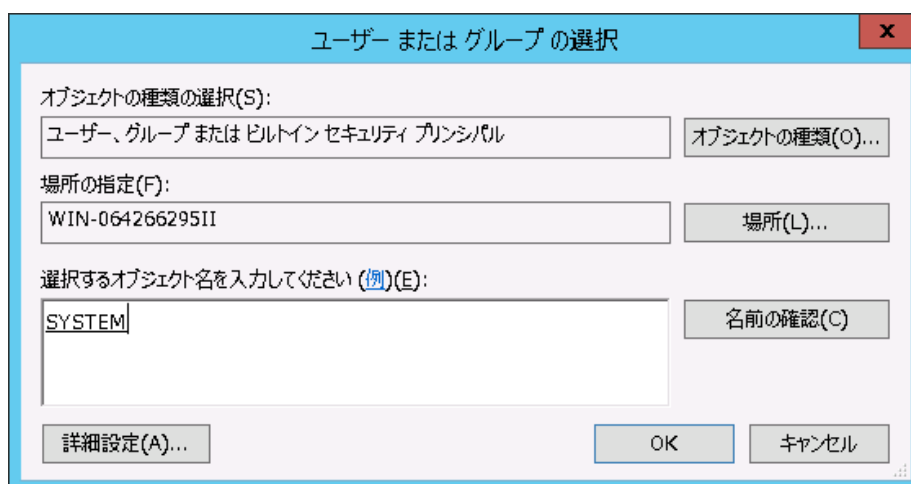 ユーザー または グループ の選択
x
オブジェクトの種類の選択(S):
ユーザー、グループ または ビルトイン セキュリティ プリンシパル
オブジェクトの種類(O)...
場所の指定(F):
WIN-064266295II
場所(L)...
選択するオブジェクト名を入力してください (例)(E):
SYSTEM
名前の確認(C)
詳細設定(A)...
OK
キャンセル